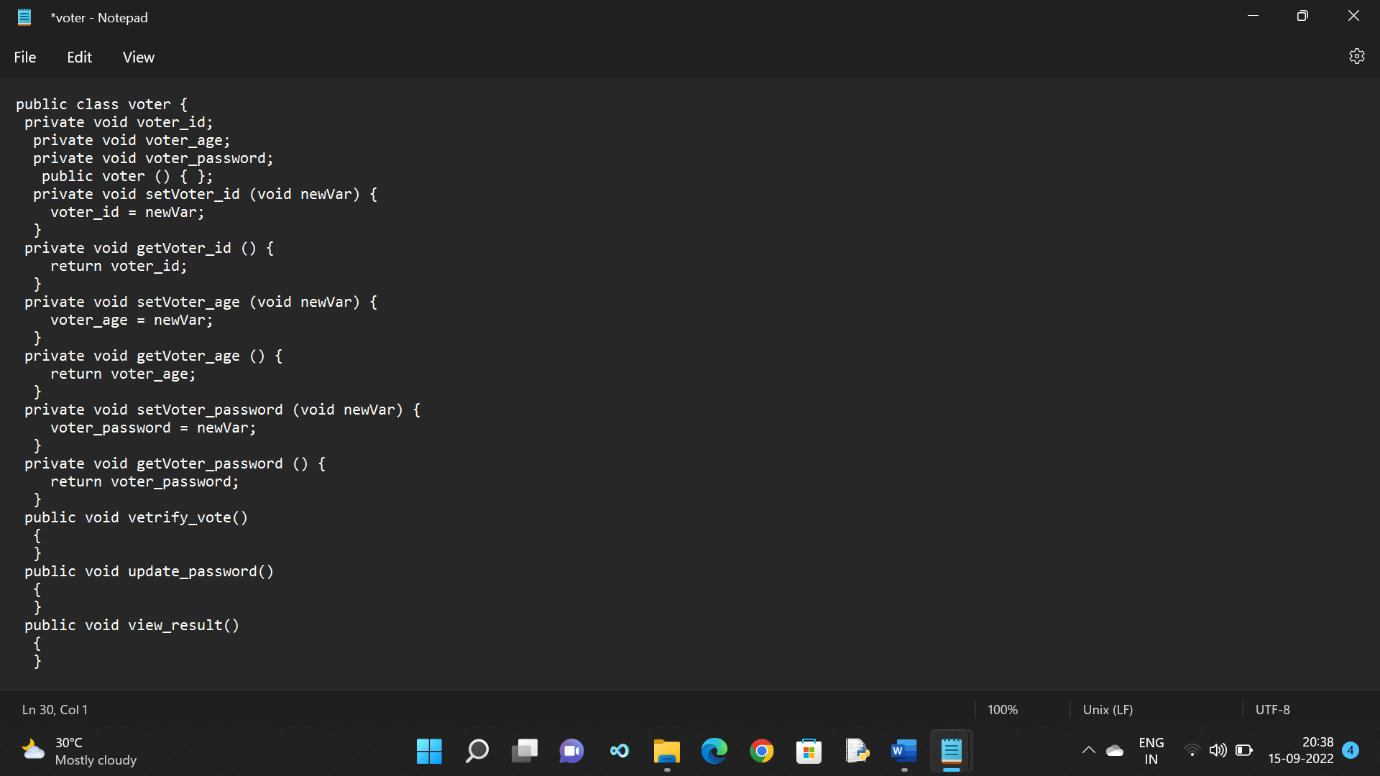 *voter - Notepad
File Edit View
public class voter {
 private void voter_id;
  private void voter_age;
  private void voter_password;
   public voter () { };
  private void setVoter_id (void newVar) {
    voter_id = newVar;
  }
 private void getVoter_id () {
    return voter_id;
  }
 private void setVoter_age (void newVar) {
    voter_age = newVar;
  }
 private void getVoter_age () {
    return voter_age;
  }
 private void setVoter_password (void newVar) {
    voter_password = newVar;
  }
 private void getVoter_password () {
    return voter_password;
  }
 public void vetrify_vote()
  {
  }
 public void update_password()
  {
  }
 public void view_result()
  {
  }
Ln 30, Col 1 100% Unix (LF) UTF-8
30°C
Mostly cloudy
W
ENG
IN
20:38
15-09-2022
4